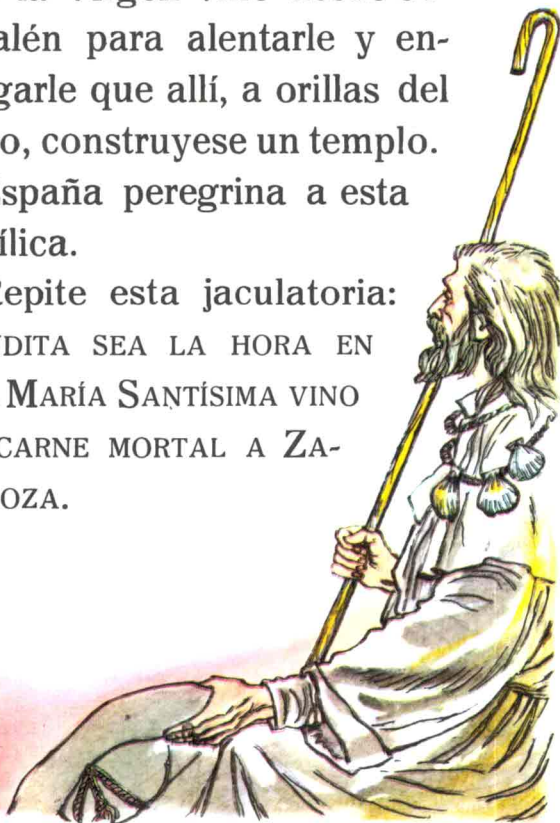 alén para alentarle y en-
garle que allí, a orillas del
o, construyese un templo.
spaña peregrina a esta
ílica.
epite esta jaculatoria:
DITA SEA LA HORA EN
MARÍA SANTÍSIMA VINO
CARNE MORTAL A ZA-
OZA.